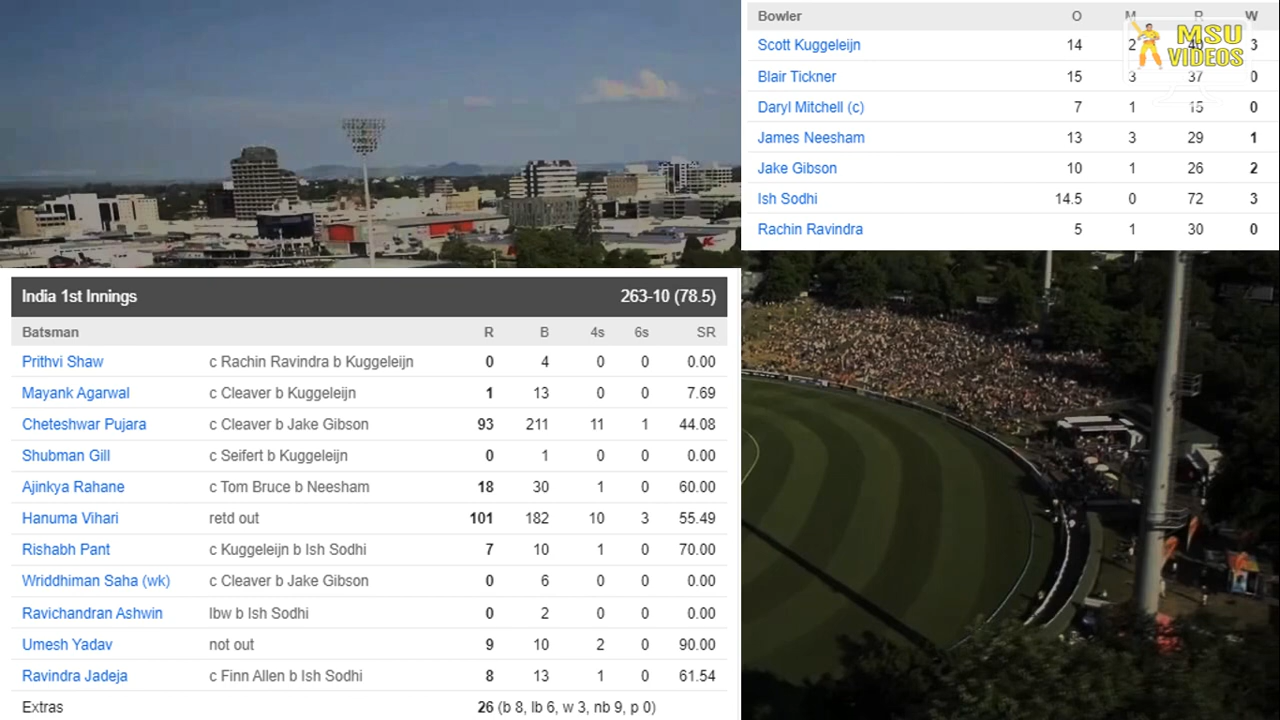 Bowler O M R W
Scott Kuggeleijn 14 2 40 3
Blair Tickner 15 3 37 0
Daryl Mitchell (c) 7 1 15 0
James Neesham 13 3 29 1
Jake Gibson 10 1 26 2
Ish Sodhi 14.5 0 72 3
Rachin Ravindra 5 1 30 0
MSU
VIDEOS
India 1st Innings 263-10 (78.5)
Batsman R B 4s 6s SR
Prithvi Shaw c Rachin Ravindra b Kuggeleijn 0 4 0 0 0.00
Mayank Agarwal c Cleaver b Kuggeleijn 1 13 0 0 7.69
Cheteshwar Pujara c Cleaver b Jake Gibson 93 211 11 1 44.08
Shubman Gill c Seifert b Kuggeleijn 0 1 0 0 0.00
Ajinkya Rahane c Tom Bruce b Neesham 18 30 1 0 60.00
Hanuma Vihari retd out 101 182 10 3 55.49
Rishabh Pant c Kuggeleijn b Ish Sodhi 7 10 1 0 70.00
Wriddhiman Saha (wk) c Cleaver b Jake Gibson 0 6 0 0 0.00
Ravichandran Ashwin lbw b Ish Sodhi 0 2 0 0 0.00
Umesh Yadav not out 9 10 2 0 90.00
Ravindra Jadeja c Finn Allen b Ish Sodhi 8 13 1 0 61.54
Extras 26 (b 8, lb 6, w 3, nb 9, p 0)